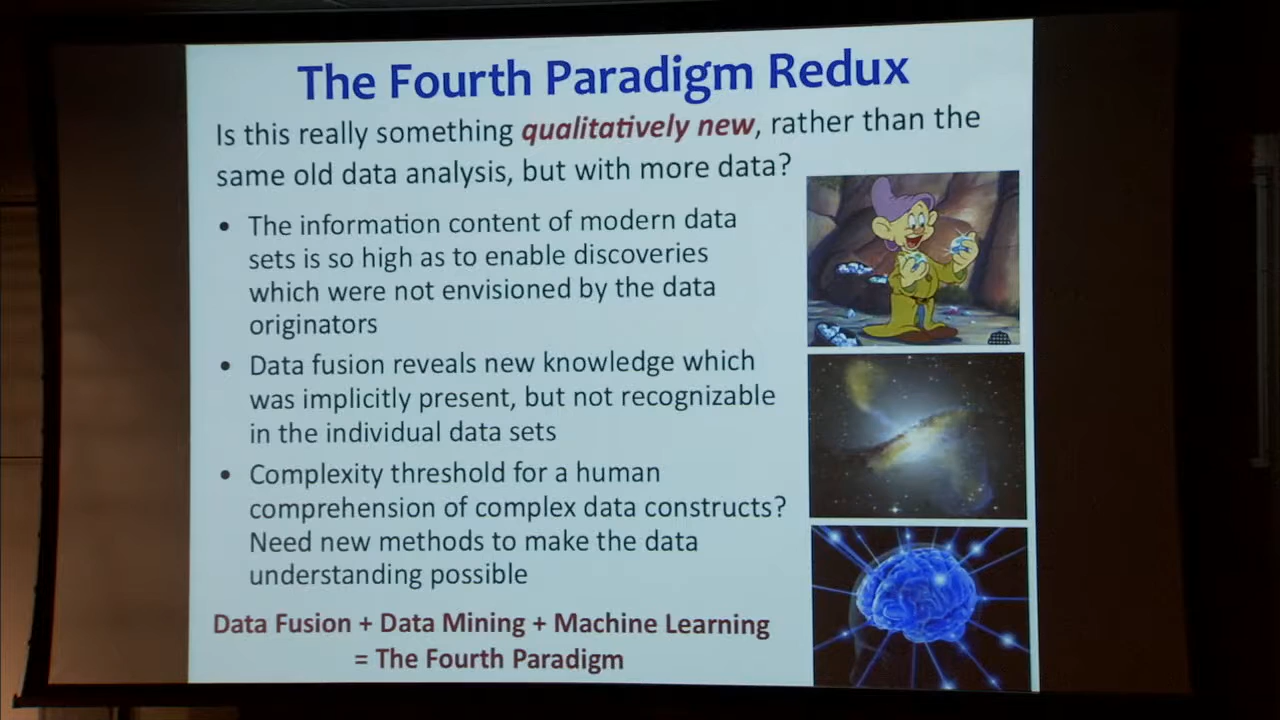 The Fourth Paradigm Redux
Is this really something qualitatively new, rather than the
same old data analysis, but with more data?
• The information content of modern data
sets is so high as to enable discoveries
which were not envisioned by the data
originators
• Data fusion reveals new knowledge which
was implicitly present, but not recognizable
in the individual data sets
• Complexity threshold for a human
comprehension of complex data constructs?
Need new methods to make the data
understanding possible
Data Fusion + Data Mining + Machine Learning
= The Fourth Paradigm